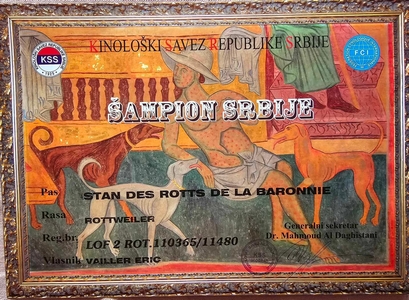 KINOLOŠKI SAVEZ REPUBLIKE SRBIJE
KSS
FCI
ŠAMPION SRBIJE
Pas STAN DES ROTTS DE LA BARONNIE
Rasa ROTTWEILER
Reg.br. LOF 2 ROT.110365/11480
Vlasnik VAILLER ERIC
Generalni sekretar
Dr. Mahmoud Al Daghistani